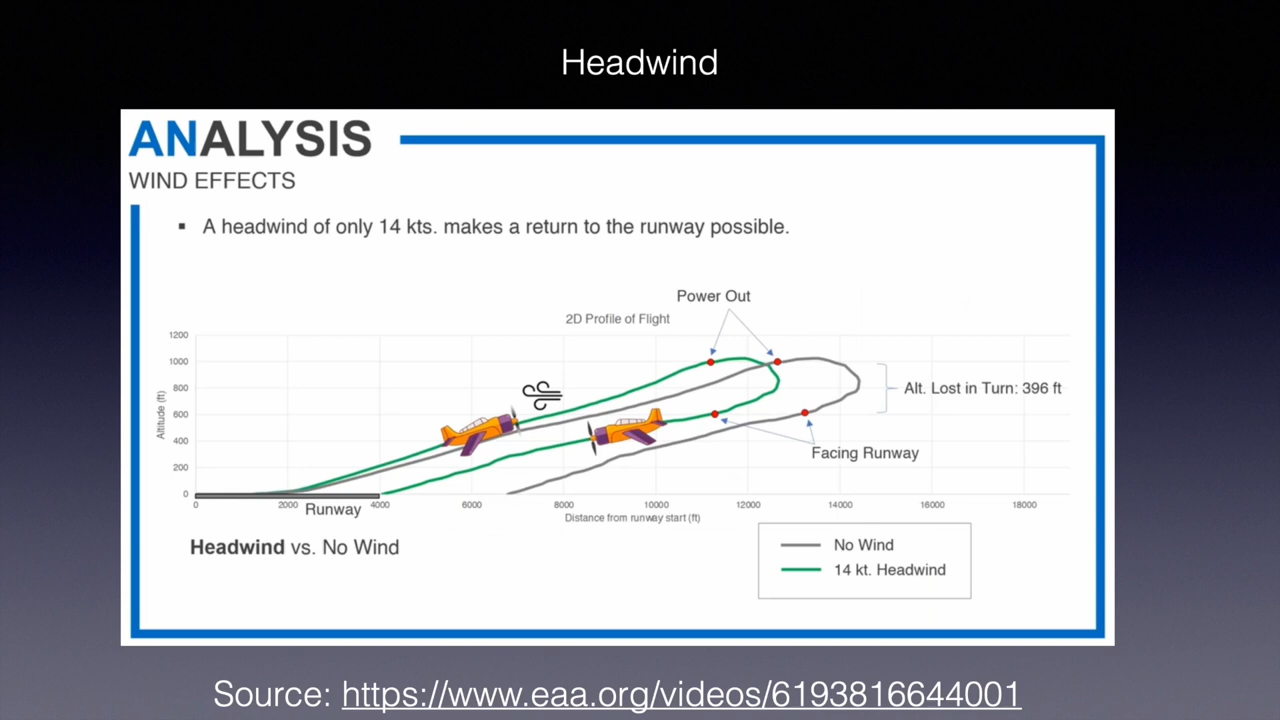 Headwind
ANALYSIS
WIND EFFECTS
▪ A headwind of only 14 kts. makes a return to the runway possible.
Power Out
2D Profile of Flight
1200
1000
800
600
400
200
0
Altitude (ft)
Alt. Lost in Turn: 396 ft
Facing Runway
0 2000 4000 6000 8000 10000 12000 14000 16000 18000
Runway
Distance from runway start (ft)
Headwind vs. No Wind
No Wind
14 kt. Headwind
Source: https://www.eaa.org/videos/6193816644001